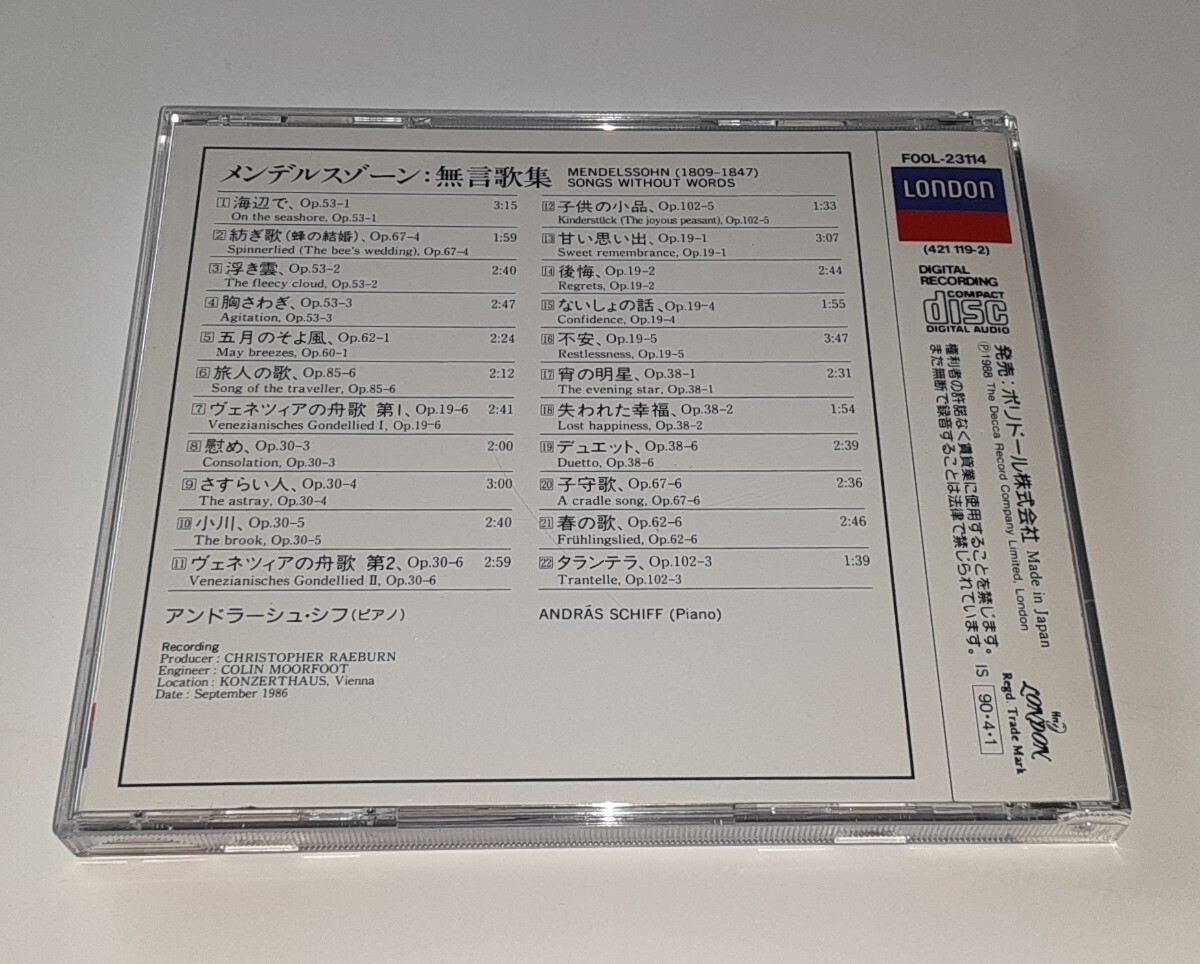 メンデルスゾーン：無言歌集 MENDELSSOHN (1809-1847)
SONGS WITHOUT WORDS
1 海辺で、Op.53-1 3:15
On the seashore, Op.53-1
2 紡ぎ歌(蜂の結婚)、Op.67-4 1:59
Spinnerlied (The bee's wedding), Op.67-4
3 浮き雲、Op.53-2 2:40
The fleecy cloud, Op.53-2
4 胸さわぎ、Op.53-3 2:47
Agitation, Op.53-3
5 五月のそよ風、Op.62-1 2:24
May breezes, Op.60-1
6 旅人の歌、Op.85-6 2:12
Song of the traveller, Op.85-6
7 ヴェネツィアの舟歌 第1、Op.19-6 2:41
Venezianisches Gondellied I, Op.19-6
8 慰め、Op.30-3 2:00
Consolation, Op.30-3
9 さすらい人、Op.30-4 3:00
The astray, Op.30-4
10 小川、Op.30-5 2:40
The brook, Op.30-5
11 ヴェネツィアの舟歌 第2、Op.30-6 2:59
Venezianisches Gondellied II, Op.30-6
12 子供の小品、Op.102-5 1:33
Kinderstück (The joyous peasant), Op.102-5
13 甘い思い出、Op.19-1 3:07
Sweet remembrance, Op.19-1
14 後悔、Op.19-2 2:44
Regrets, Op.19-2
15 ないしょの話、Op.19-4 1:55
Confidence, Op.19-4
16 不安、Op.19-5 3:47
Restlessness, Op.19-5
17 宵の明星、Op.38-1 2:31
The evening star, Op.38-1
18 失われた幸福、Op.38-2 1:54
Lost happiness, Op.38-2
19 デュエット、Op.38-6 2:39
Duetto, Op.38-6
20 子守歌、Op.67-6 2:36
A cradle song, Op.67-6
21 春の歌、Op.62-6 2:46
Frühlingslied, Op.62-6
22 タランテラ、Op.102-3 1:39
Trantelle, Op.102-3
アンドラーシュ・シフ(ピアノ)
ANDRÁS SCHIFF (Piano)
Recording
Producer : CHRISTOPHER RAEBURN
Engineer : COLIN MOORFOOT
Location : KONZERTHAUS, Vienna
Date : September 1986
FOOL-23114
LONDON
(421 119-2)
DIGITAL
RECORDING
COMPACT
disc
DIGITAL AUDIO
発売：ポリドール株式会社 Made in Japan
Ⓟ1988 The Decca Record Company Limited, London
権利者の許諾なく賃貸業に使用することを禁じます。
また無断で録音することは法律で禁じられています。 IS 90・4・1
LONDON
Regd. Trade Mark